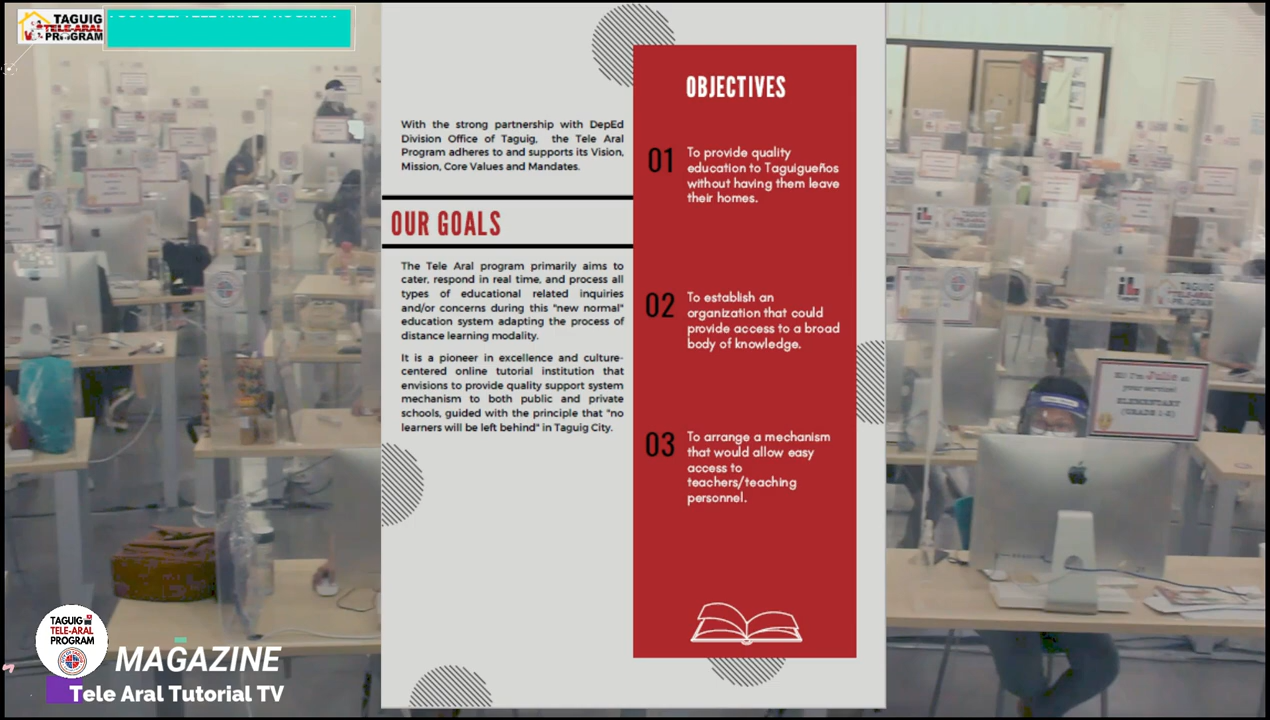 TAGUIG
TELE-ARAL
PROGRAM
With the strong partnership with DepEd
Division Office of Taguig, the Tele Aral
Program adheres to and supports its Vision,
Mission, Core Values and Mandates.
OUR GOALS
The Tele Aral program primarily aims to
cater, respond in real time, and process all
types of educational related inquiries
and/or concerns during this "new normal"
education system adapting the process of
distance learning modality.
It is a pioneer in excellence and culture-
centered online tutorial institution that
envisions to provide quality support system
mechanism to both public and private
schools, guided with the principle that "no
learners will be left behind" in Taguig City.
OBJECTIVES
01
To provide quality
education to Taguigueños
without having them leave
their homes.
02
To establish an
organization that could
provide access to a broad
body of knowledge.
03
To arrange a mechanism
that would allow easy
access to
teachers/teaching
personnel.
Hi! I'm Julie at
your service!
ELEMENTARY
(GRADE 1-2)
TAGUIG
TELE-ARAL
PROGRAM
MAGAZINE
Tele Aral Tutorial TV